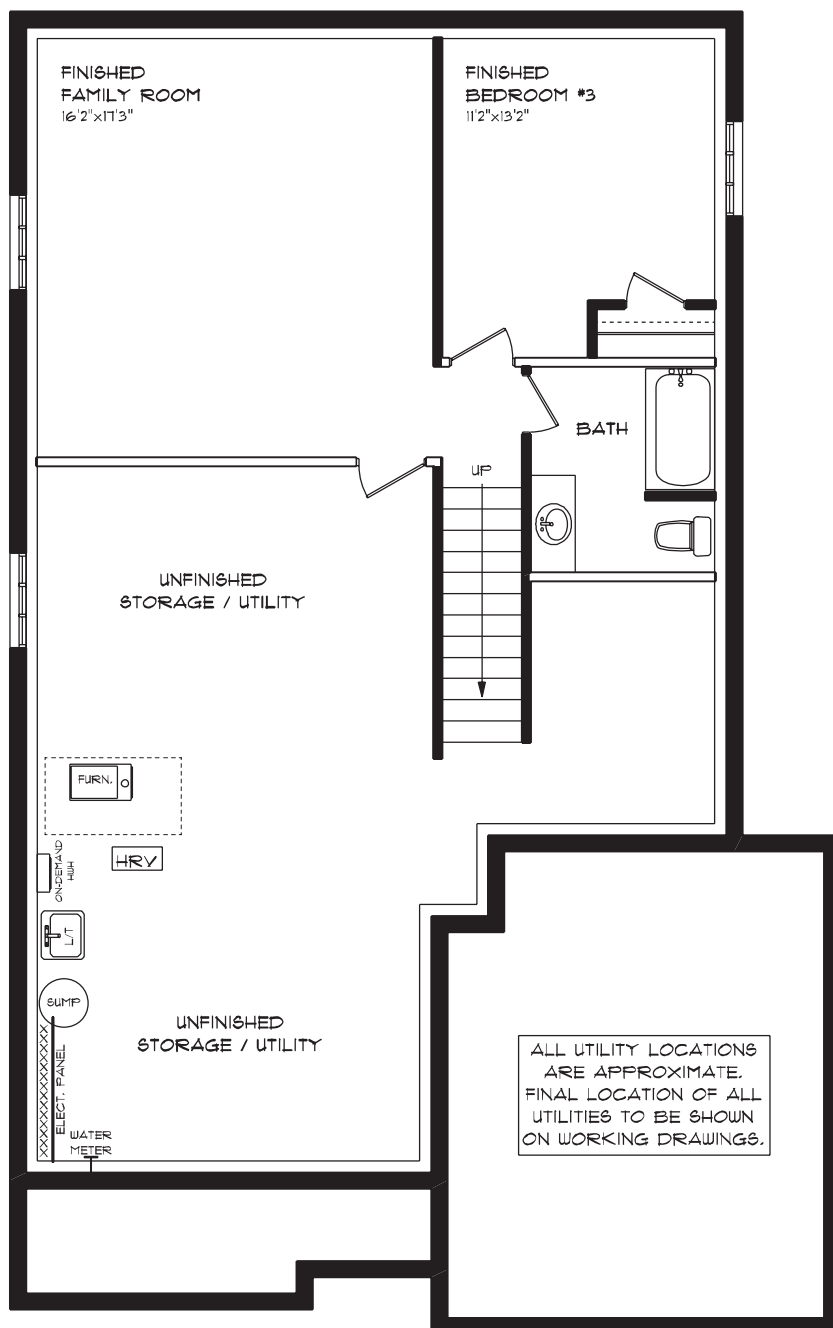 FINISHED
FAMILY ROOM
16'2"x17'3"
FINISHED
BEDROOM #3
11'2"x13'2"
BATH
UP
UNFINISHED
STORAGE / UTILITY
FURN.
HRV
ON-DEMAND
HWH
L/T
SUMP
UNFINISHED
STORAGE / UTILITY
ELECT. PANEL
WATER
METER
ALL UTILITY LOCATIONS
ARE APPROXIMATE.
FINAL LOCATION OF ALL
UTILITIES TO BE SHOWN
ON WORKING DRAWINGS.